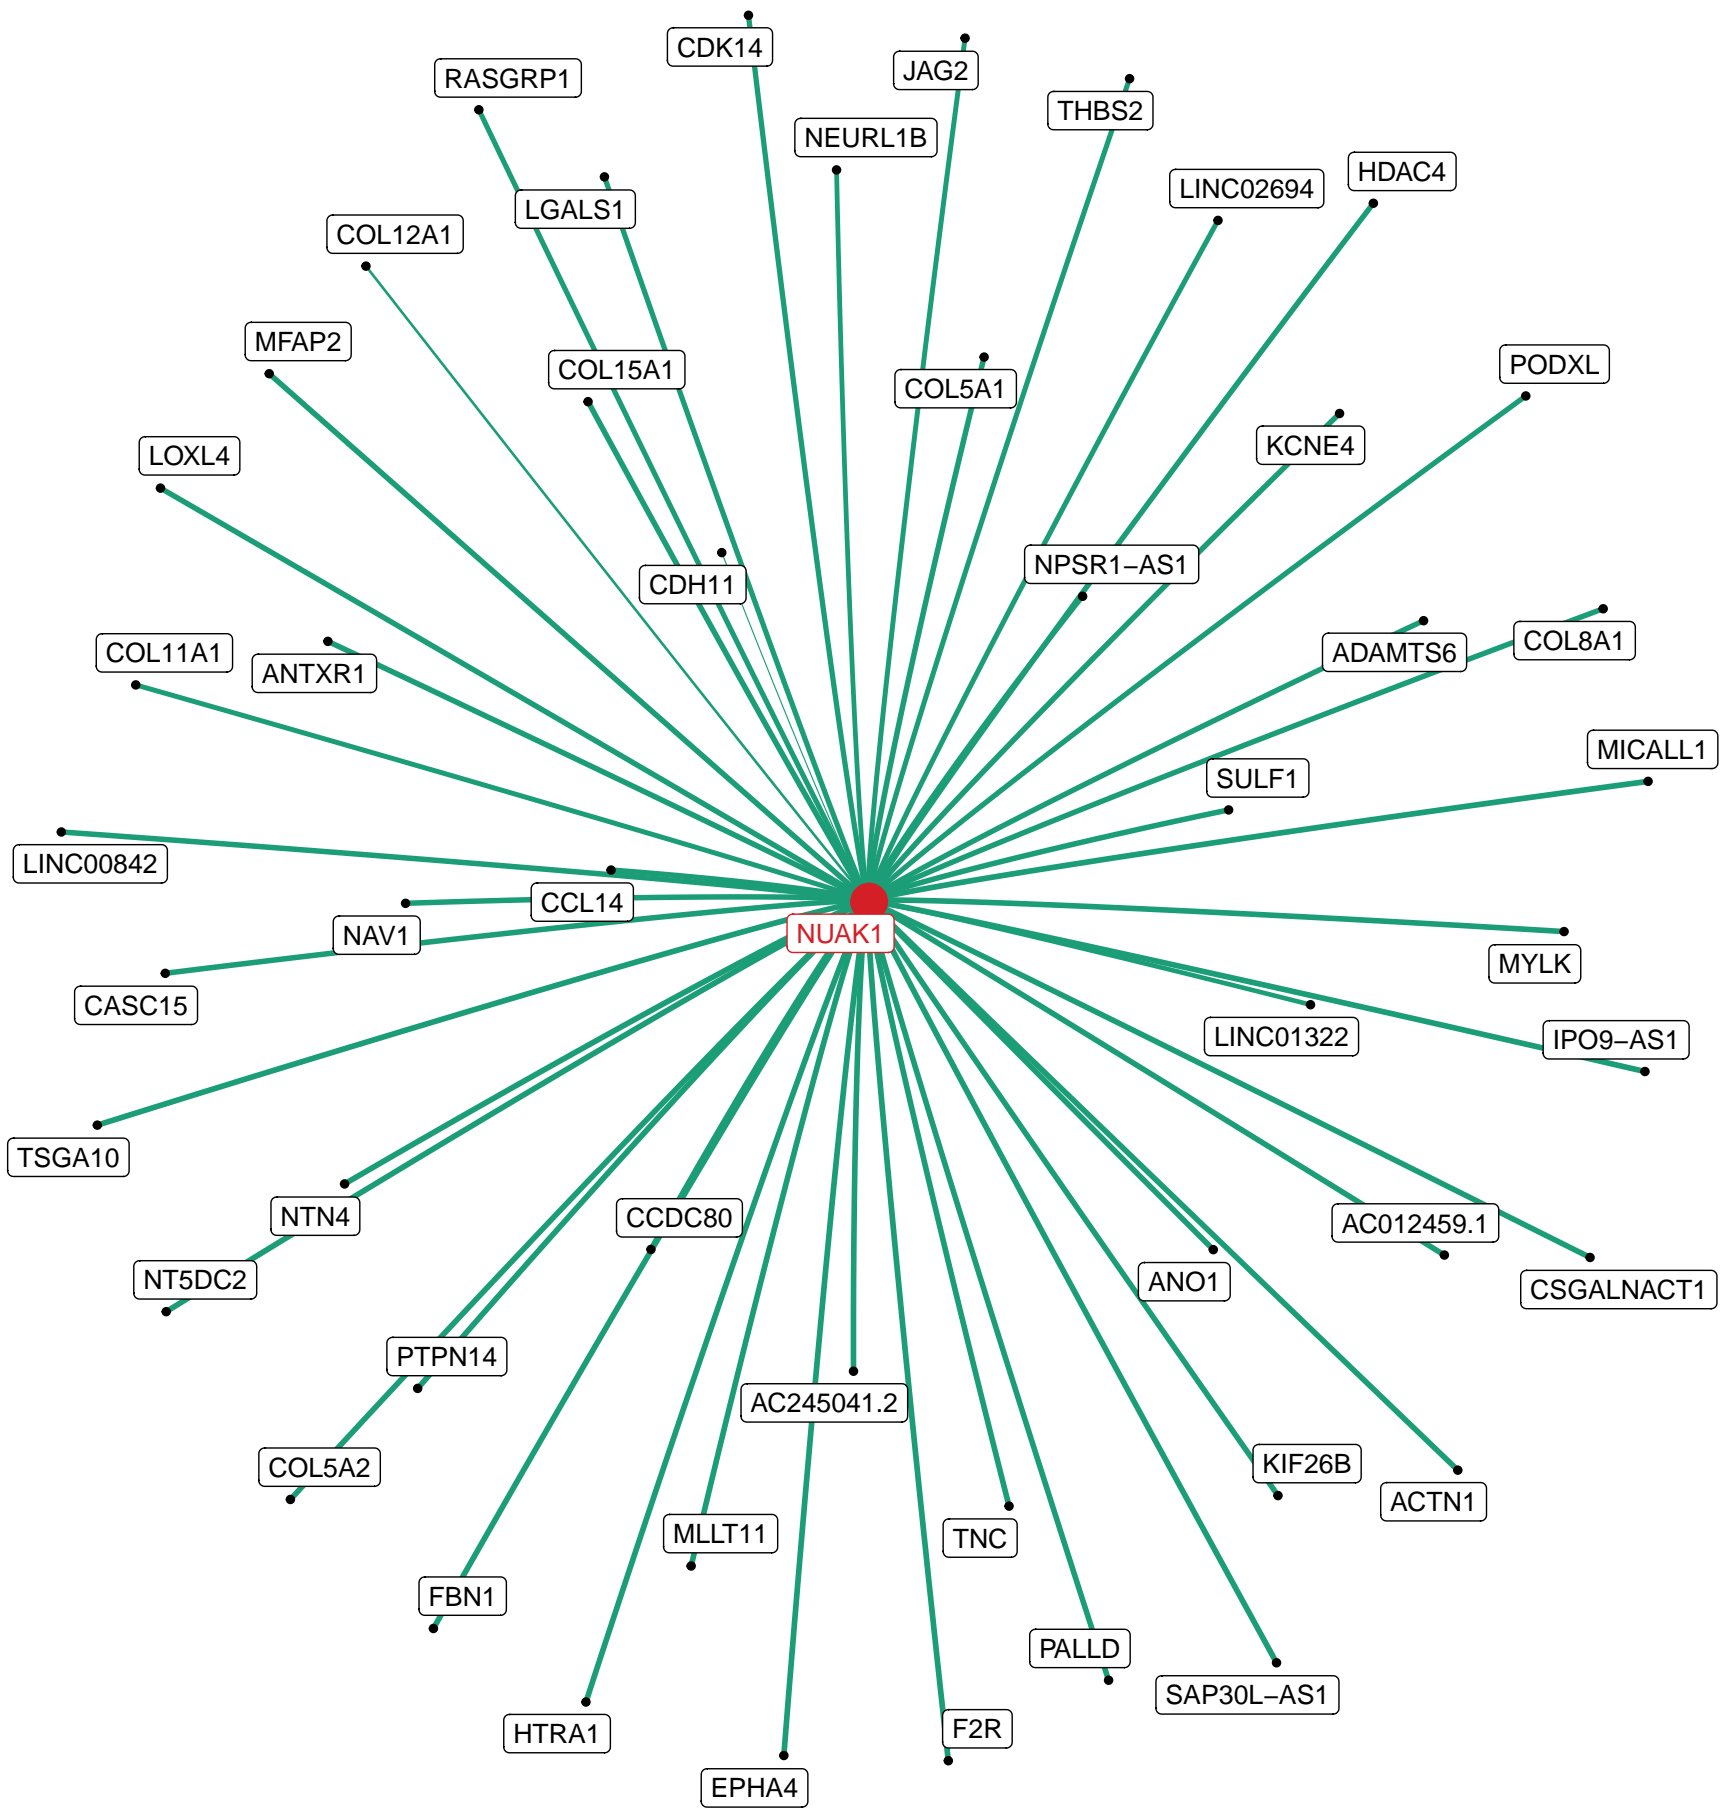 CDK14
JAG2
RASGRP1
THBS2
NEURL1B
HDAC4
LINC02694
LGALS1
COL12A1
MFAP2
PODXL
COL15A1
COL5A1
KCNE4
LOXL4
NPSR1−AS1
CDH11
COL8A1
COL11A1
ADAMTS6
ANTXR1
MICALL1
SULF1
LINC00842
CCL14
NUAK1
NAV1
MYLK
CASC15
LINC01322
IPO9−AS1
TSGA10
NTN4
CCDC80
AC012459.1
NT5DC2
ANO1
CSGALNACT1
PTPN14
AC245041.2
COL5A2
KIF26B
ACTN1
MLLT11
TNC
FBN1
PALLD
SAP30L−AS1
HTRA1
F2R
EPHA4